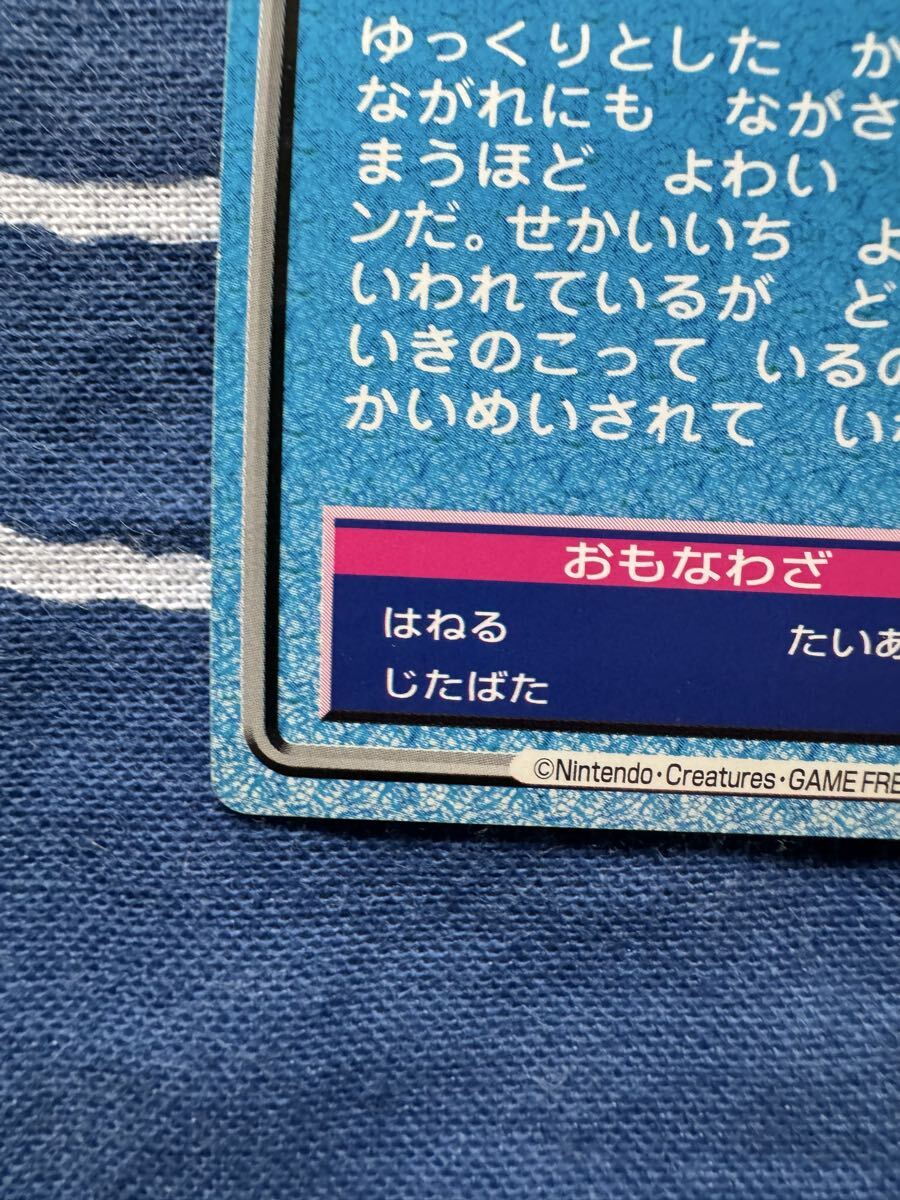 ゆっくりとした か
ながれにも ながさ
まうほど よわい
ンだ。せかいいち よ
いわれているが ど
いきのこって いるの
かいめいされて いな
おもなわざ
はねる たいあ
じたばた
©Nintendo・Creatures・GAME FRE